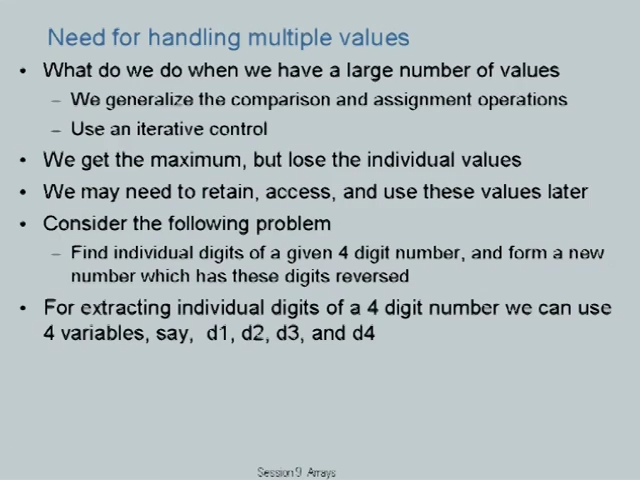 Need for handling multiple values
• What do we do when we have a large number of values
– We generalize the comparison and assignment operations
– Use an iterative control
• We get the maximum, but lose the individual values
• We may need to retain, access, and use these values later
• Consider the following problem
– Find individual digits of a given 4 digit number, and form a new
number which has these digits reversed
• For extracting individual digits of a 4 digit number we can use
4 variables, say, d1, d2, d3, and d4
Session 9 Arrays